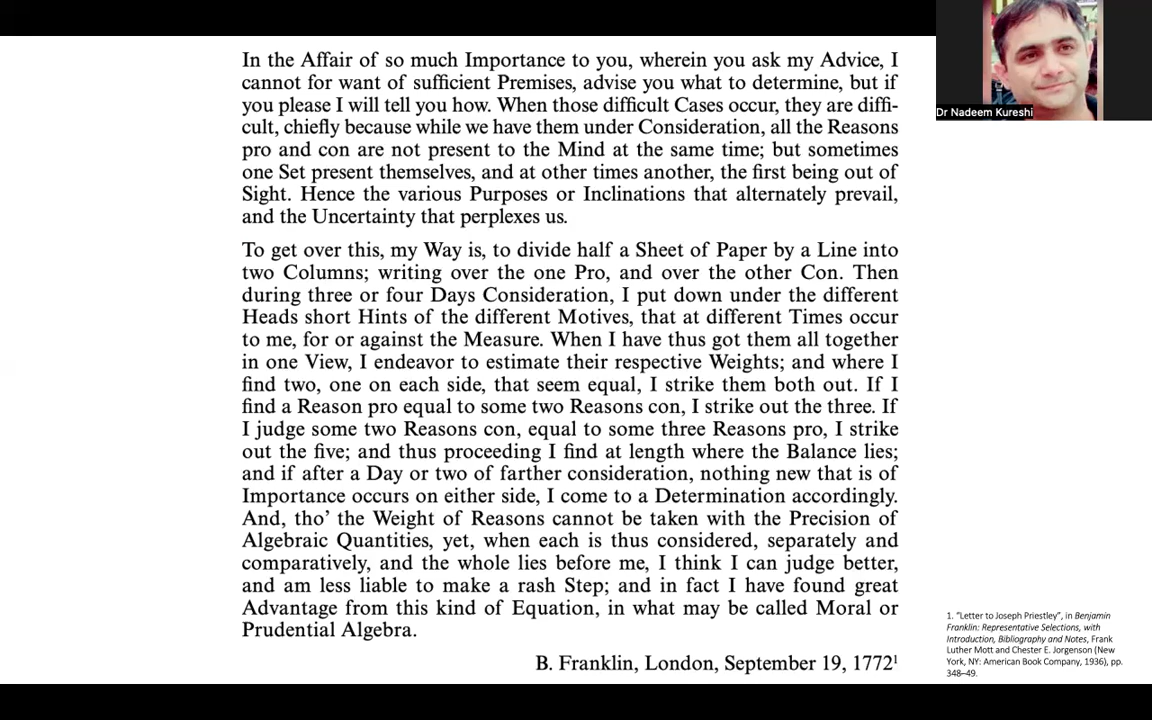 In the Affair of so much Importance to you, wherein you ask my Advice, I
cannot for want of sufficient Premises, advise you what to determine, but if
you please I will tell you how. When those difficult Cases occur, they are diffi-
cult, chiefly because while we have them under Consideration, all the Reasons
pro and con are not present to the Mind at the same time; but sometimes
one Set present themselves, and at other times another, the first being out of
Sight. Hence the various Purposes or Inclinations that alternately prevail,
and the Uncertainty that perplexes us.
To get over this, my Way is, to divide half a Sheet of Paper by a Line into
two Columns; writing over the one Pro, and over the other Con. Then
during three or four Days Consideration, I put down under the different
Heads short Hints of the different Motives, that at different Times occur
to me, for or against the Measure. When I have thus got them all together
in one View, I endeavor to estimate their respective Weights; and where I
find two, one on each side, that seem equal, I strike them both out. If I
find a Reason pro equal to some two Reasons con, I strike out the three. If
I judge some two Reasons con, equal to some three Reasons pro, I strike
out the five; and thus proceeding I find at length where the Balance lies;
and if after a Day or two of farther consideration, nothing new that is of
Importance occurs on either side, I come to a Determination accordingly.
And, tho’ the Weight of Reasons cannot be taken with the Precision of
Algebraic Quantities, yet, when each is thus considered, separately and
comparatively, and the whole lies before me, I think I can judge better,
and am less liable to make a rash Step; and in fact I have found great
Advantage from this kind of Equation, in what may be called Moral or
Prudential Algebra.
B. Franklin, London, September 19, 1772¹
Dr Nadeem Kureshi
1. “Letter to Joseph Priestley”, in Benjamin
Franklin: Representative Selections, with
Introduction, Bibliography and Notes, Frank
Luther Mott and Chester E. Jorgenson (New
York, NY: American Book Company, 1936), pp.
348–49.